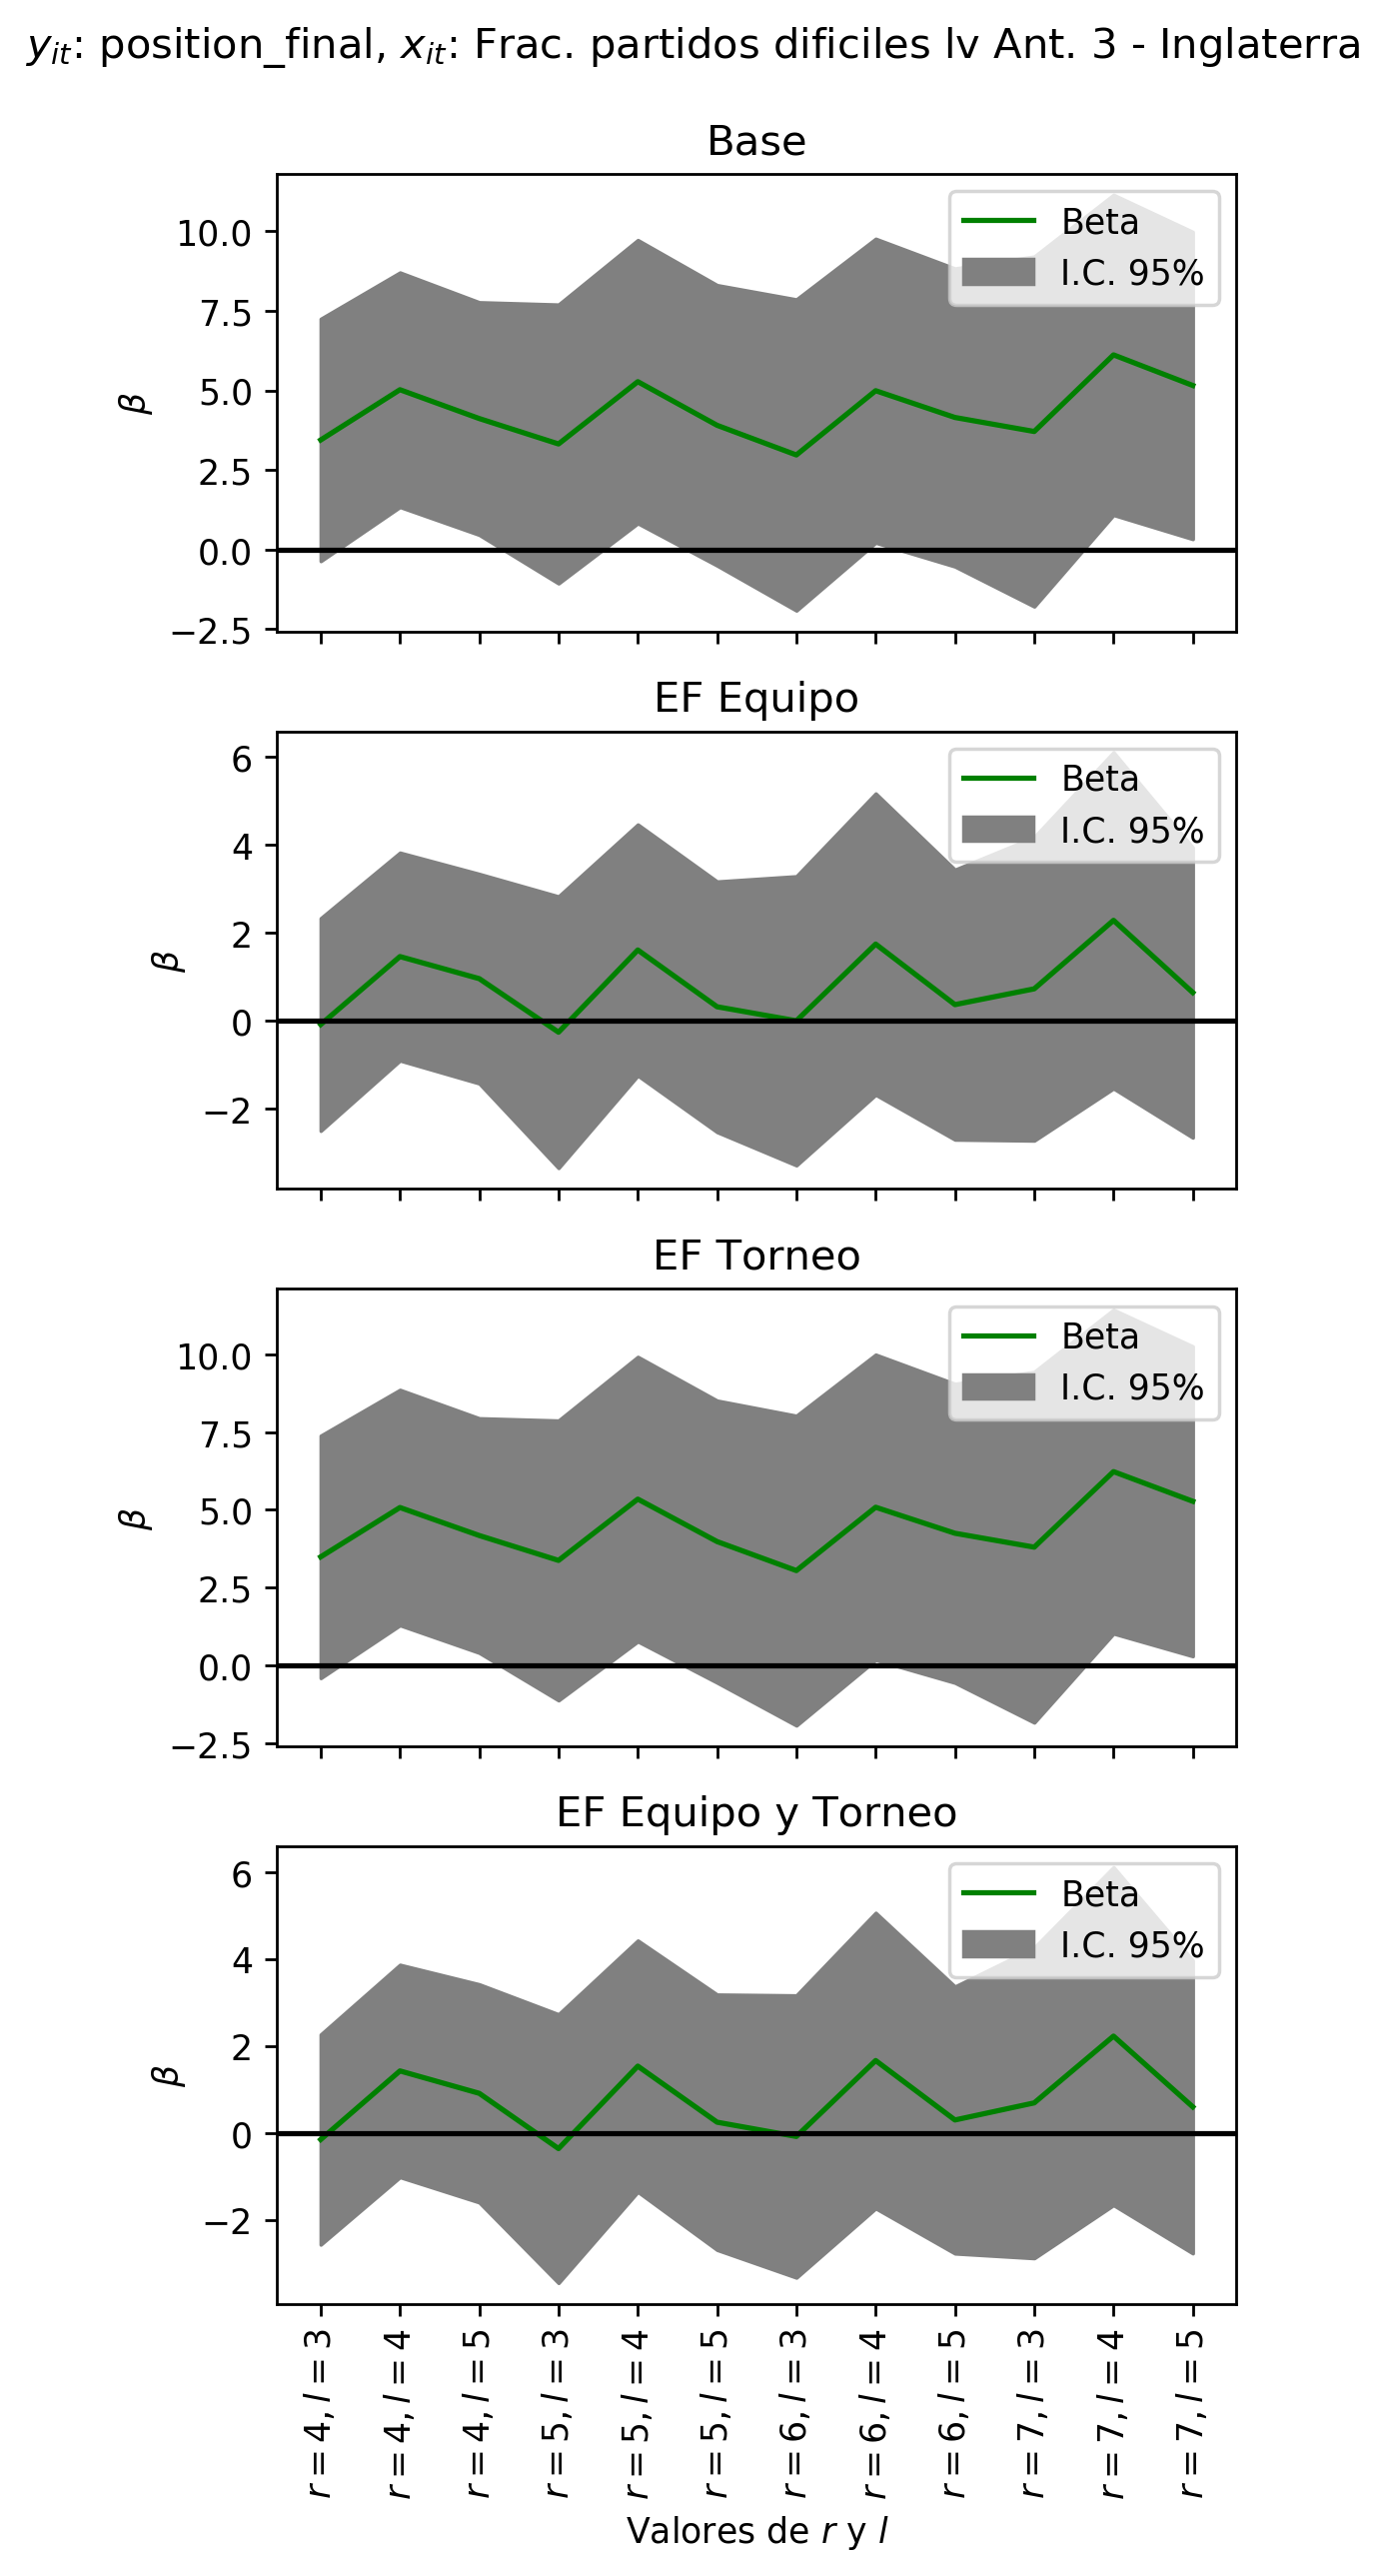 y_it: position_final, x_it: Frac. partidos dificiles lv Ant. 3 - Inglaterra
Base
Beta
I.C. 95%
10.0
7.5
5.0
2.5
0.0
−2.5
β
EF Equipo
Beta
I.C. 95%
6
4
2
0
−2
β
EF Torneo
Beta
I.C. 95%
10.0
7.5
5.0
2.5
0.0
−2.5
β
EF Equipo y Torneo
Beta
I.C. 95%
6
4
2
0
−2
β
r = 4, l = 3
r = 4, l = 4
r = 4, l = 5
r = 5, l = 3
r = 5, l = 4
r = 5, l = 5
r = 6, l = 3
r = 6, l = 4
r = 6, l = 5
r = 7, l = 3
r = 7, l = 4
r = 7, l = 5
Valores de r y l